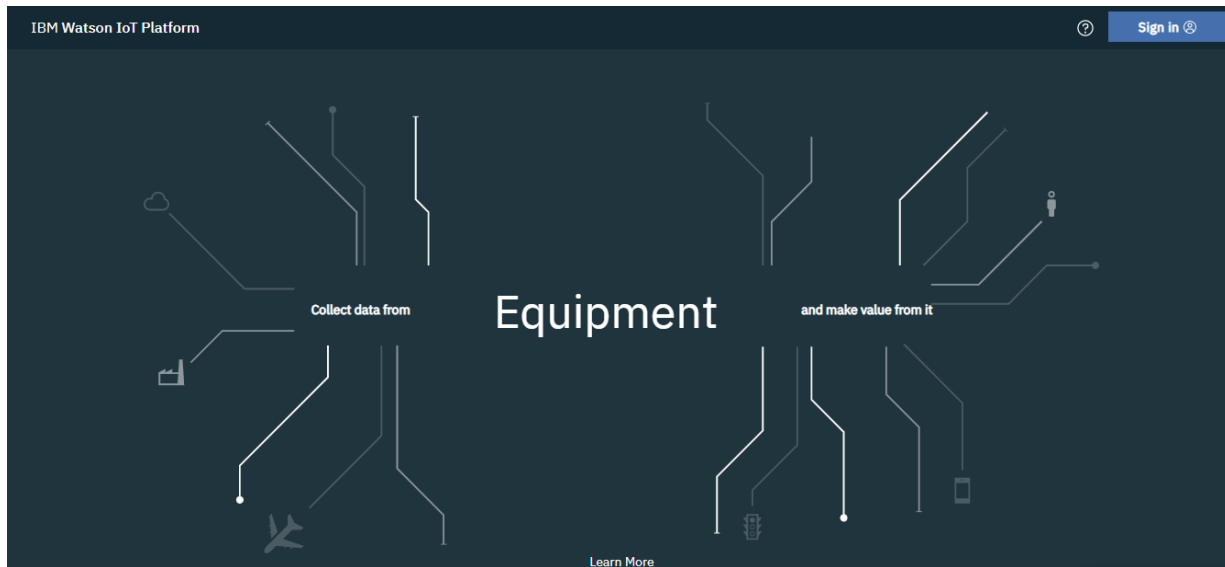 IBM Watson IoT Platform
Sign in
Collect data from
Equipment
and make value from it
Learn More